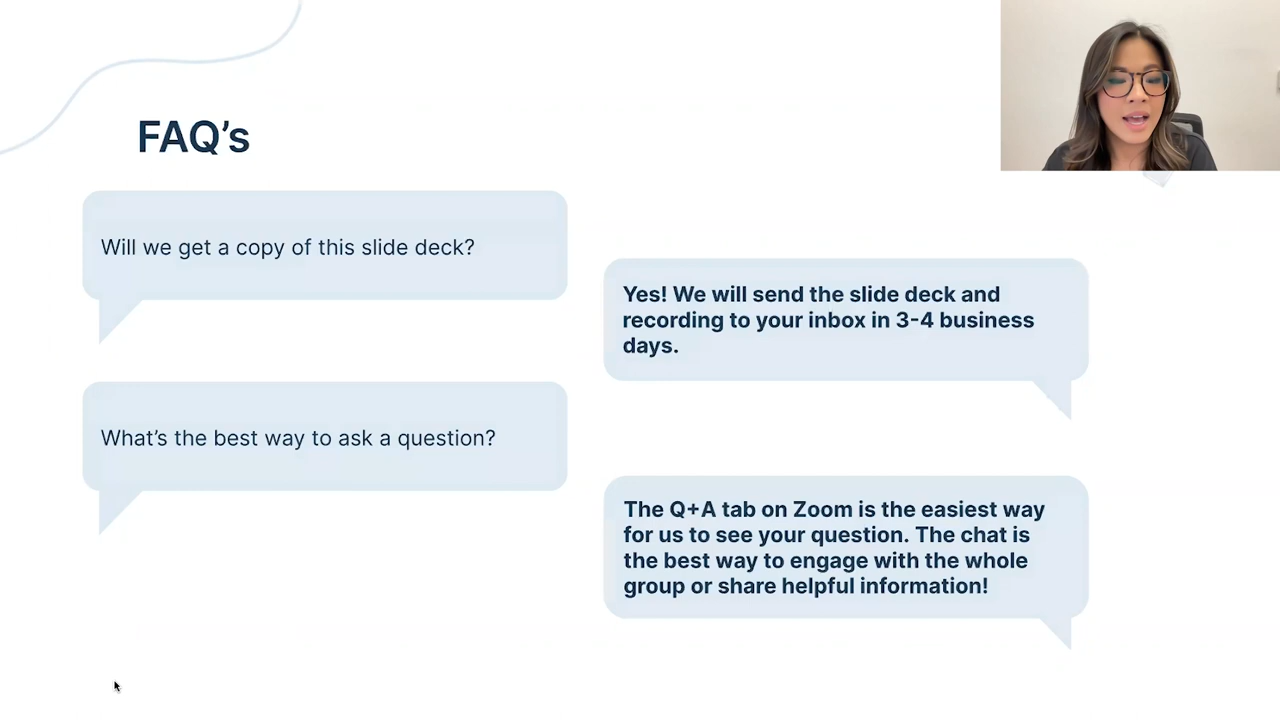 FAQ’s
Will we get a copy of this slide deck?
Yes! We will send the slide deck and
recording to your inbox in 3-4 business
days.
What’s the best way to ask a question?
The Q+A tab on Zoom is the easiest way
for us to see your question. The chat is
the best way to engage with the whole
group or share helpful information!